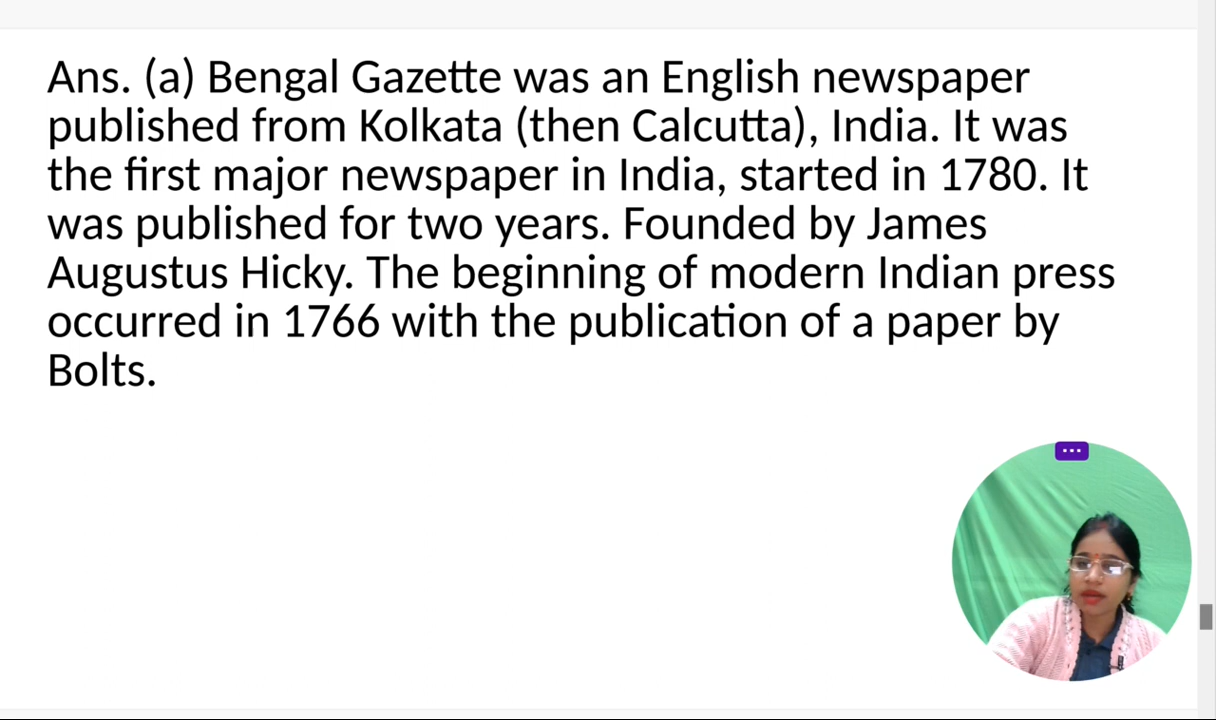 Ans. (a) Bengal Gazette was an English newspaper
published from Kolkata (then Calcutta), India. It was
the first major newspaper in India, started in 1780. It
was published for two years. Founded by James
Augustus Hicky. The beginning of modern Indian press
occurred in 1766 with the publication of a paper by
Bolts.